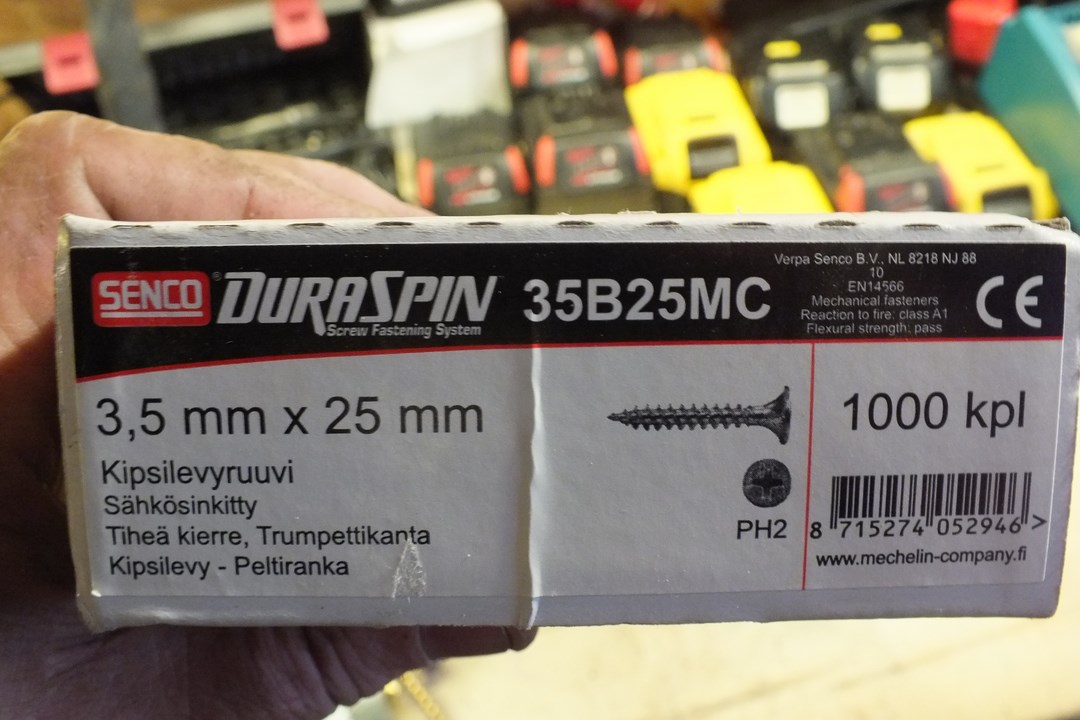 SENCO® DURASPIN
Screw Fastening System
35B25MC
Verpa Senco B.V., NL 8218 NJ 88
10
EN14566
Mechanical fasteners
Reaction to fire: class A1
Flexural strength: pass
CE
3,5 mm x 25 mm
Kipsilevyruuvi
Sähkösinkitty
Tiheä kierre, Trumpettikanta
Kipsilevy - Peltiranka
PH2
1000 kpl
8 715274 052946 >
www.mechelin-company.fi